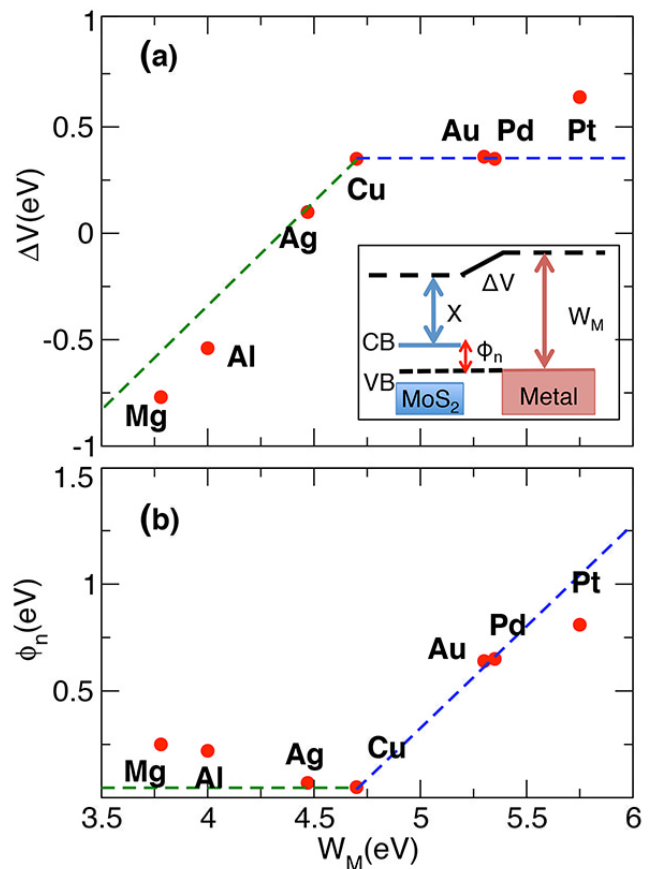 1
(a)
Au Pd Pt
0.5
Cu
ΔV(eV)
0
Ag
ΔV
X
W_M
-0.5
Al
CB
ϕ_n
VB
Mg
MoS₂
Metal
-1
1.5
(b)
1
Pt
ϕ_n(eV)
Pd
Au
0.5
Ag
Cu
Mg
Al
0
3.5 4 4.5 5 5.5 6
W_M(eV)